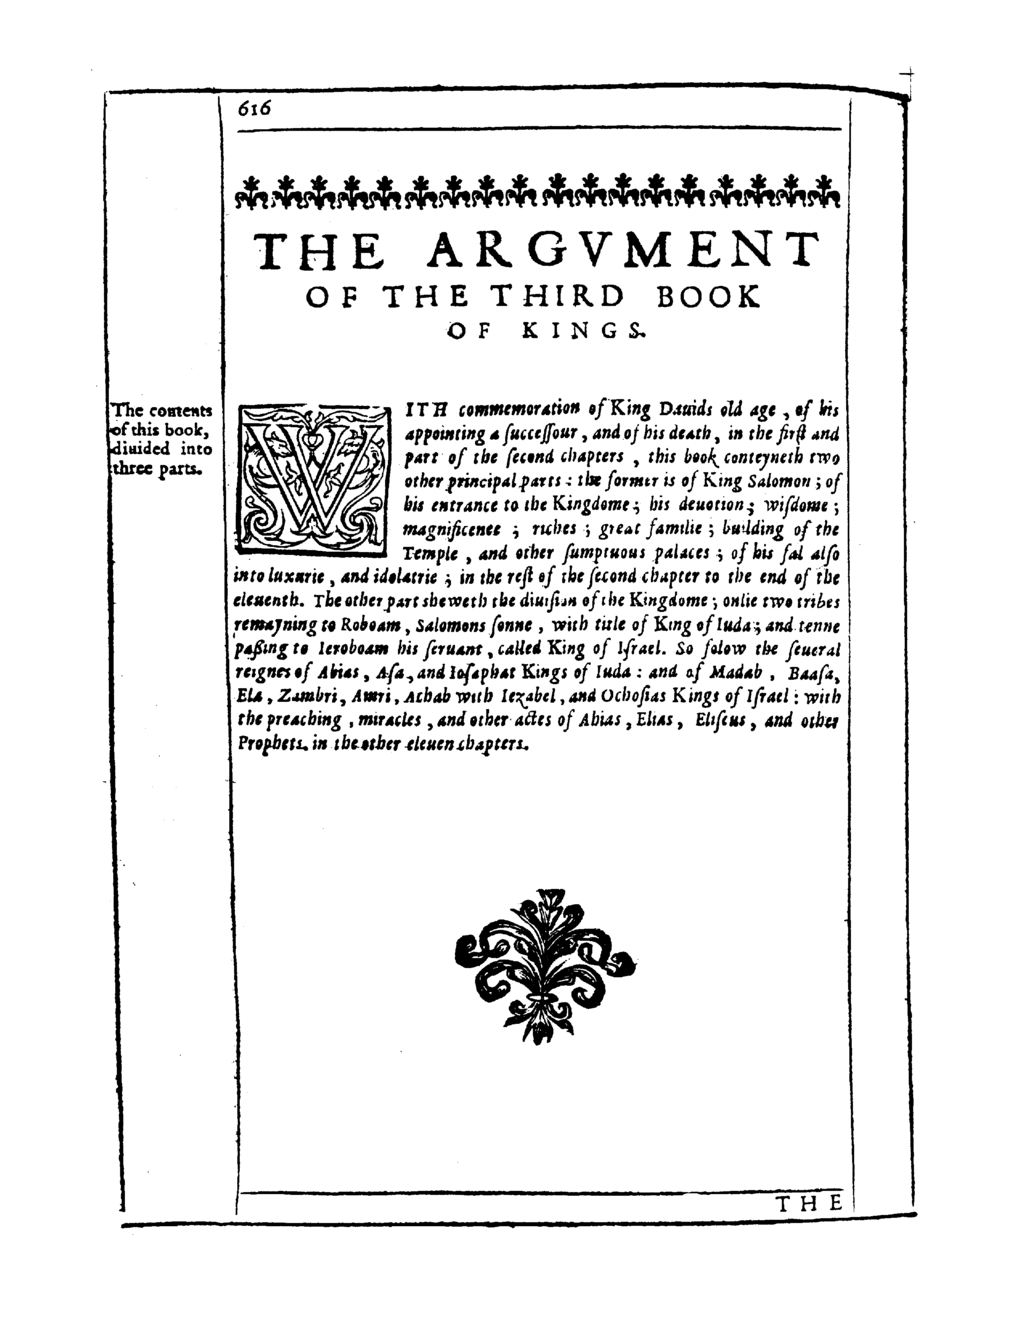 616
THE ARGVMENT
OF THE THIRD BOOK
OF KINGS.
The contents
of this book,
diuided into
three parts.
WITH commemoration of King Dauids old age , of his
appointing a ſucceſſour , and of his death , in the firſt and
part of the ſecond chapters , this book conteyneth two
other principal partes : the former is of King Salomon ; of
his entrance to the Kingdome ; his deuotion ; wiſdome ;
magnificence ; riches ; great familie ; building of the
Temple , and other ſumptuous palaces ; of his fal alſo
into luxurie , and idolatrie ; in the reſt of the ſecond chapter to the end of the
eleuenth. The other part sheweth the diuiſion of the Kingdome ; onlie two tribes
remayning to Roboam , Salomons ſonne , with title of King of Iuda ; and tenne
paſſing to Ieroboam his ſeruant , called King of Iſrael. So folow the ſeueral
reignes of Abias , Aſa , and Ioſaphat Kings of Iuda : and of Madab , Baaſa,
Ela , Zambri , Amri , Achab with Iezabel , and Ochoſias Kings of Iſrael : with
the preaching , miracles , and other actes of Abias , Elias , Eliſeus , and other
Prophets. in the other eleuen chapters.
THE